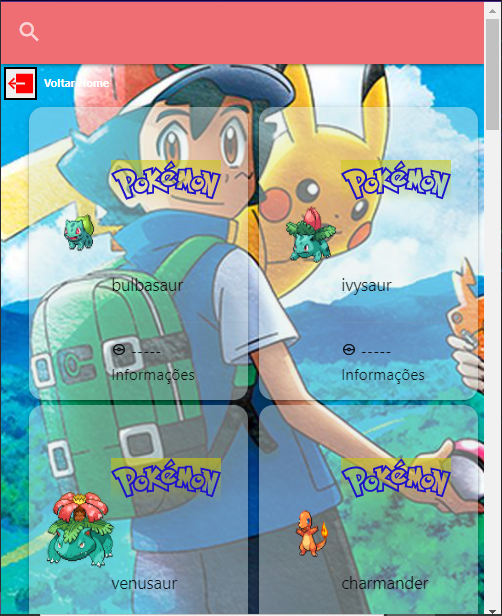 Voltar Home
POKéMON
POKéMON
bulbasaur
ivysaur
-----
-----
Informações
Informações
POKéMON
POKéMON
venusaur
charmander